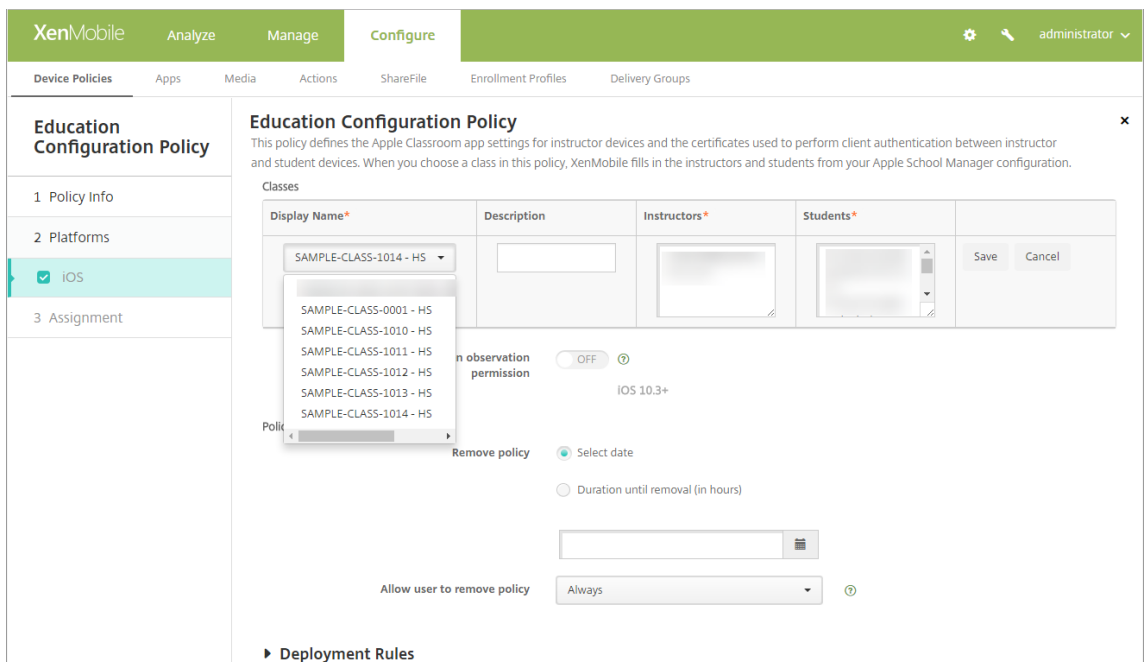 XenMobile Analyze Manage Configure administrator
Device Policies Apps Media Actions ShareFile Enrollment Profiles Delivery Groups
Education
Configuration Policy
1 Policy Info
2 Platforms
iOS
3 Assignment
Education Configuration Policy
This policy defines the Apple Classroom app settings for instructor devices and the certificates used to perform client authentication between instructor
and student devices. When you choose a class in this policy, XenMobile fills in the instructors and students from your Apple School Manager configuration.
Classes
Display Name* Description Instructors* Students*
SAMPLE-CLASS-1014 - HS Save Cancel
SAMPLE-CLASS-0001 - HS
SAMPLE-CLASS-1010 - HS
SAMPLE-CLASS-1011 - HS
SAMPLE-CLASS-1012 - HS
SAMPLE-CLASS-1013 - HS
SAMPLE-CLASS-1014 - HS
n observation
permission
OFF
iOS 10.3+
Polic
Remove policy Select date
Duration until removal (in hours)
Allow user to remove policy Always
Deployment Rules